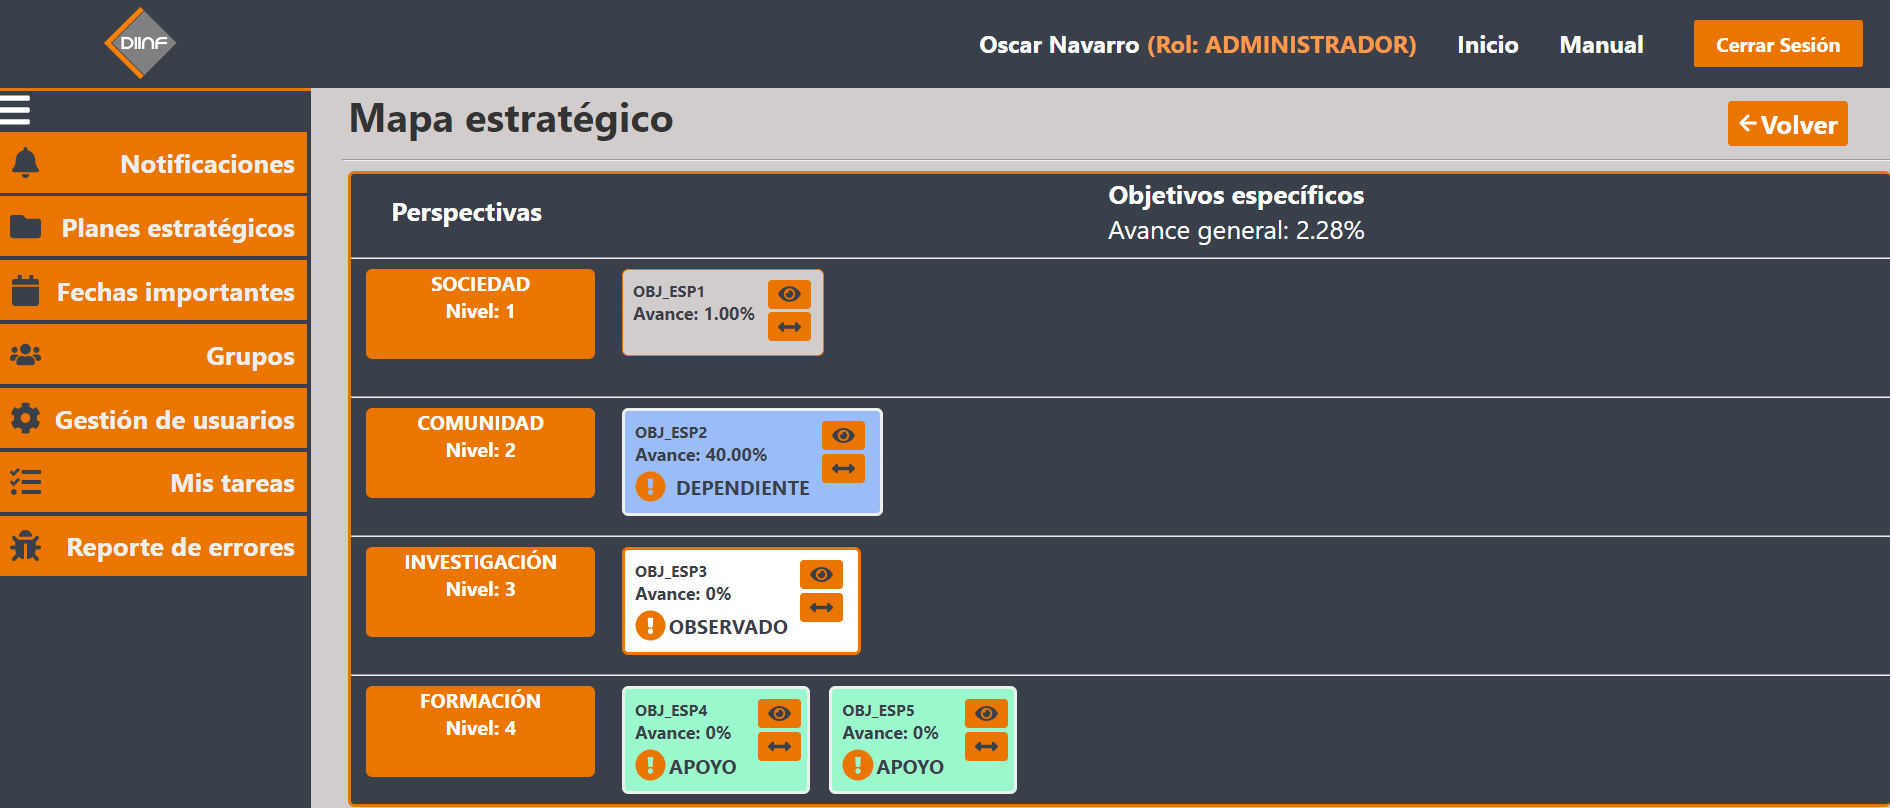 DIINF
Oscar Navarro (Rol: ADMINISTRADOR) Inicio Manual Cerrar Sesión
Notificaciones
Planes estratégicos
Fechas importantes
Grupos
Gestión de usuarios
Mis tareas
Reporte de errores
Mapa estratégico
Volver
Perspectivas
Objetivos específicos
Avance general: 2.28%
SOCIEDAD
Nivel: 1
OBJ_ESP1
Avance: 1.00%
COMUNIDAD
Nivel: 2
OBJ_ESP2
Avance: 40.00%
DEPENDIENTE
INVESTIGACIÓN
Nivel: 3
OBJ_ESP3
Avance: 0%
OBSERVADO
FORMACIÓN
Nivel: 4
OBJ_ESP4
Avance: 0%
APOYO
OBJ_ESP5
Avance: 0%
APOYO